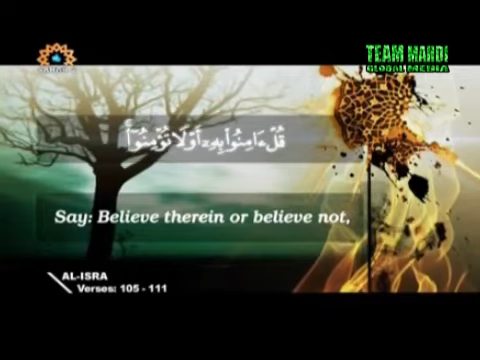 TEAM MAHDI
GLOBAL MEDIA
قُلْ ءَامِنُوا۟ بِهِۦٓ أَوْ لَا تُؤْمِنُوٓا۟
Say: Believe therein or believe not,
AL-ISRA
Verses: 105 - 111